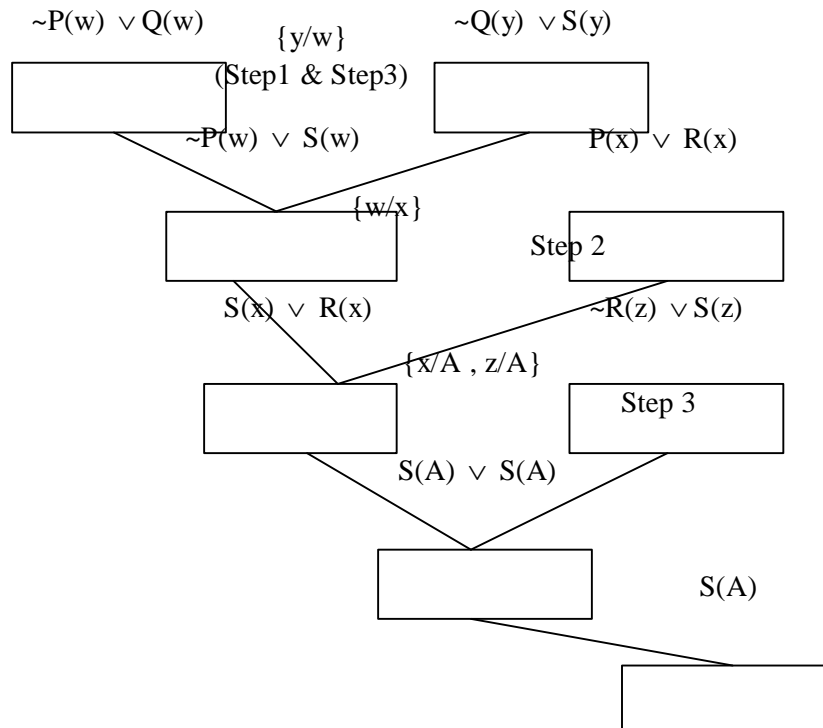 ~P(w) ∨ Q(w)
{y/w}
~Q(y) ∨ S(y)
(Step1 & Step3)
~P(w) ∨ S(w)
P(x) ∨ R(x)
{w/x}
Step 2
S(x) ∨ R(x)
~R(z) ∨ S(z)
{x/A , z/A}
Step 3
S(A) ∨ S(A)
S(A)